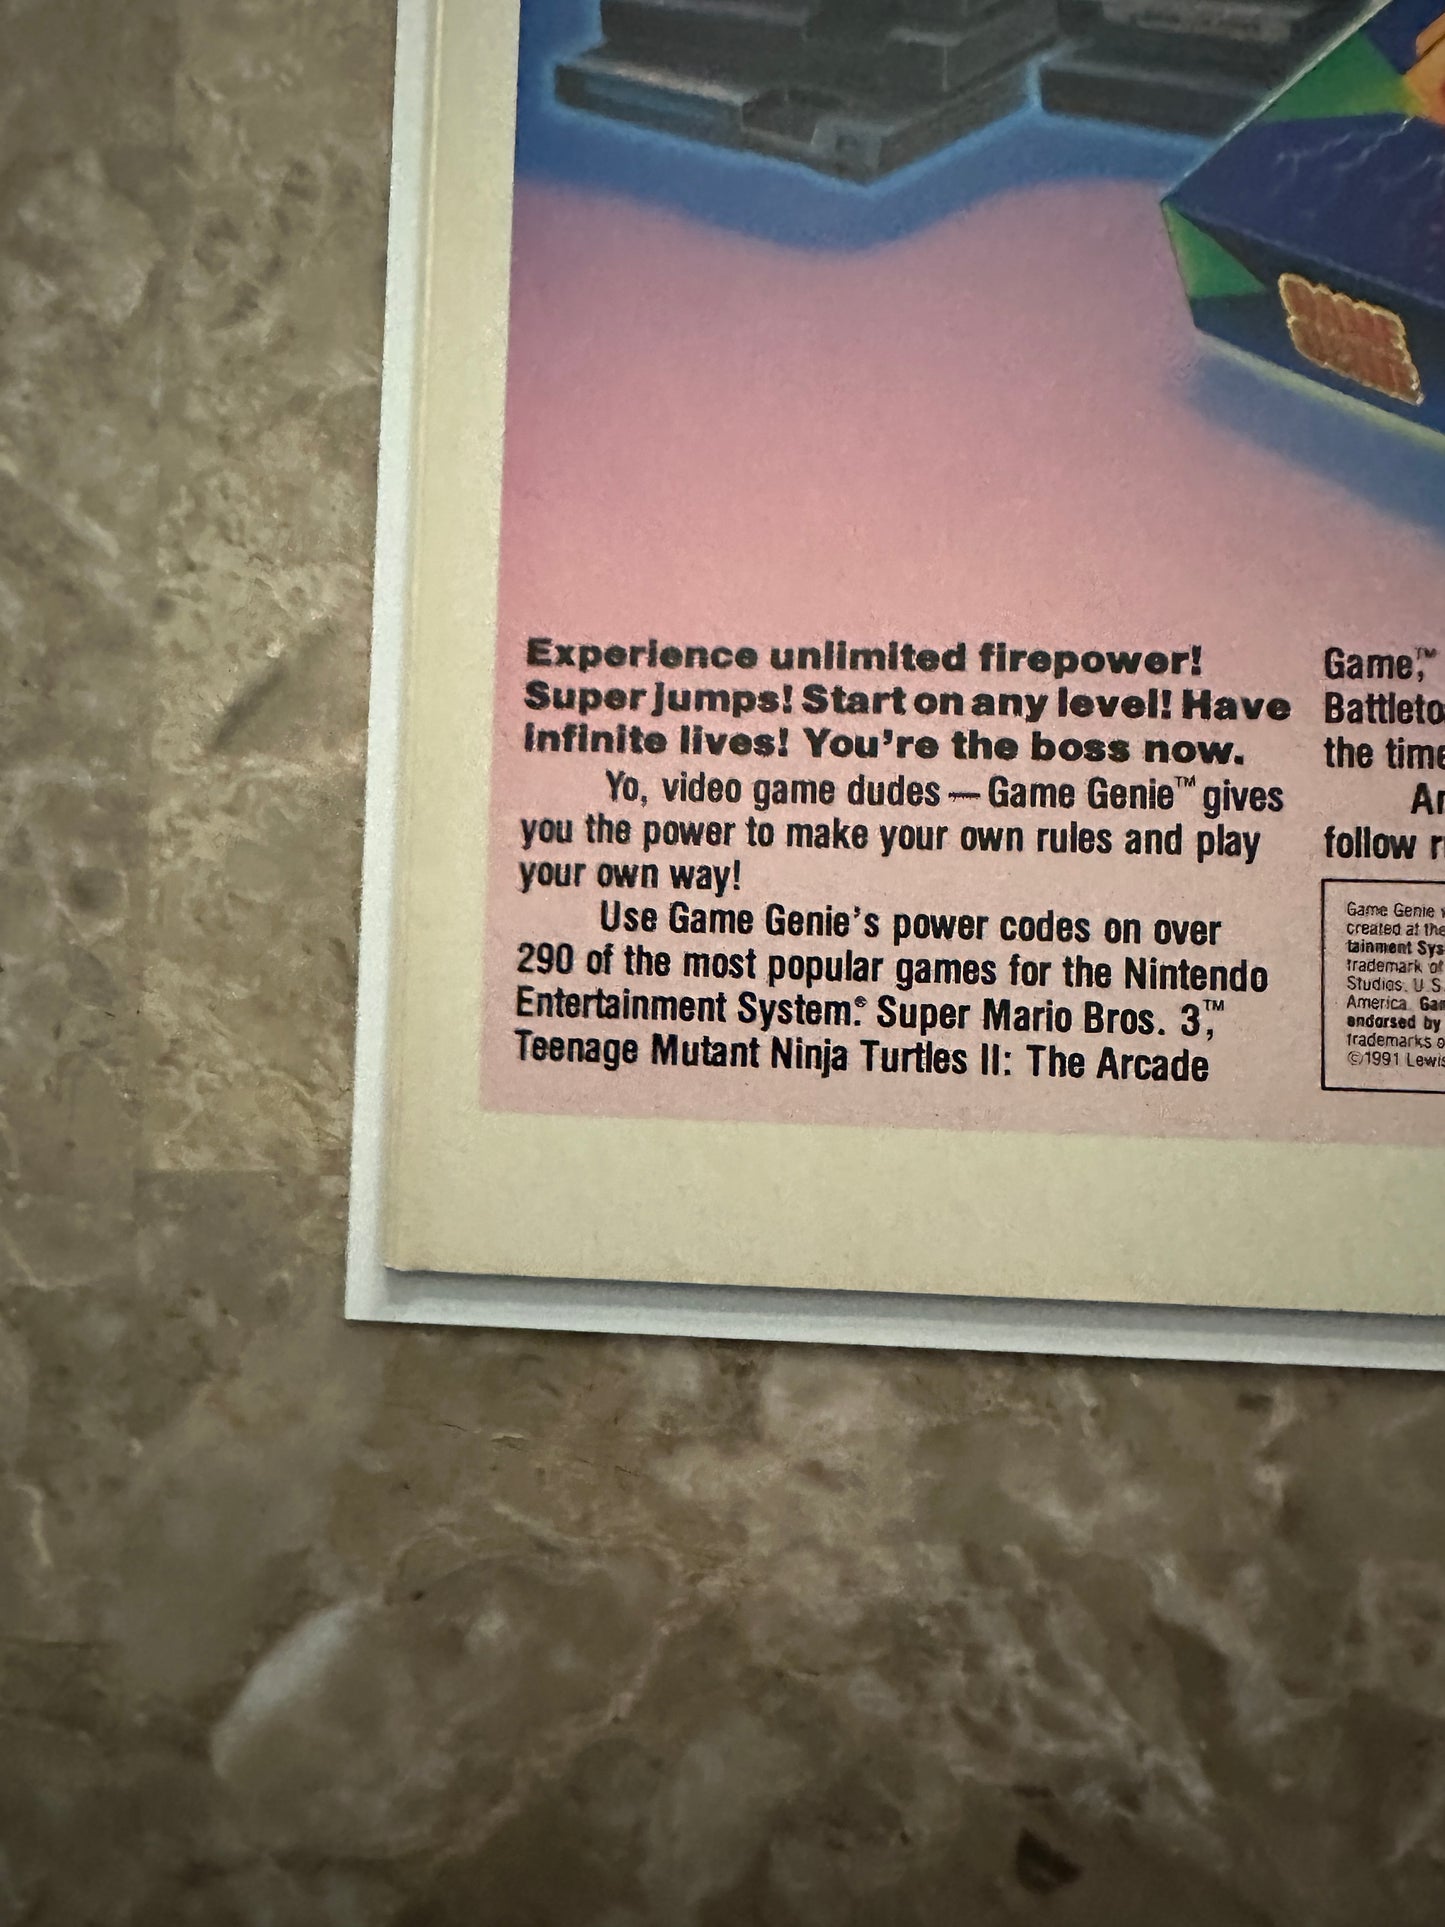 Experience unlimited firepower!
Super jumps! Start on any level! Have
infinite lives! You're the boss now.
Yo, video game dudes — Game Genie™ gives
you the power to make your own rules and play
your own way!
Use Game Genie's power codes on over
290 of the most popular games for the Nintendo
Entertainment System.® Super Mario Bros. 3,™
Teenage Mutant Ninja Turtles II: The Arcade
Game,™
Battleto
the time
follow r
Game Genie
created at the
tainment Sys
trademark of
Studios, U.S.
America. Gam
endorsed by
trademarks o
©1991 Lewis